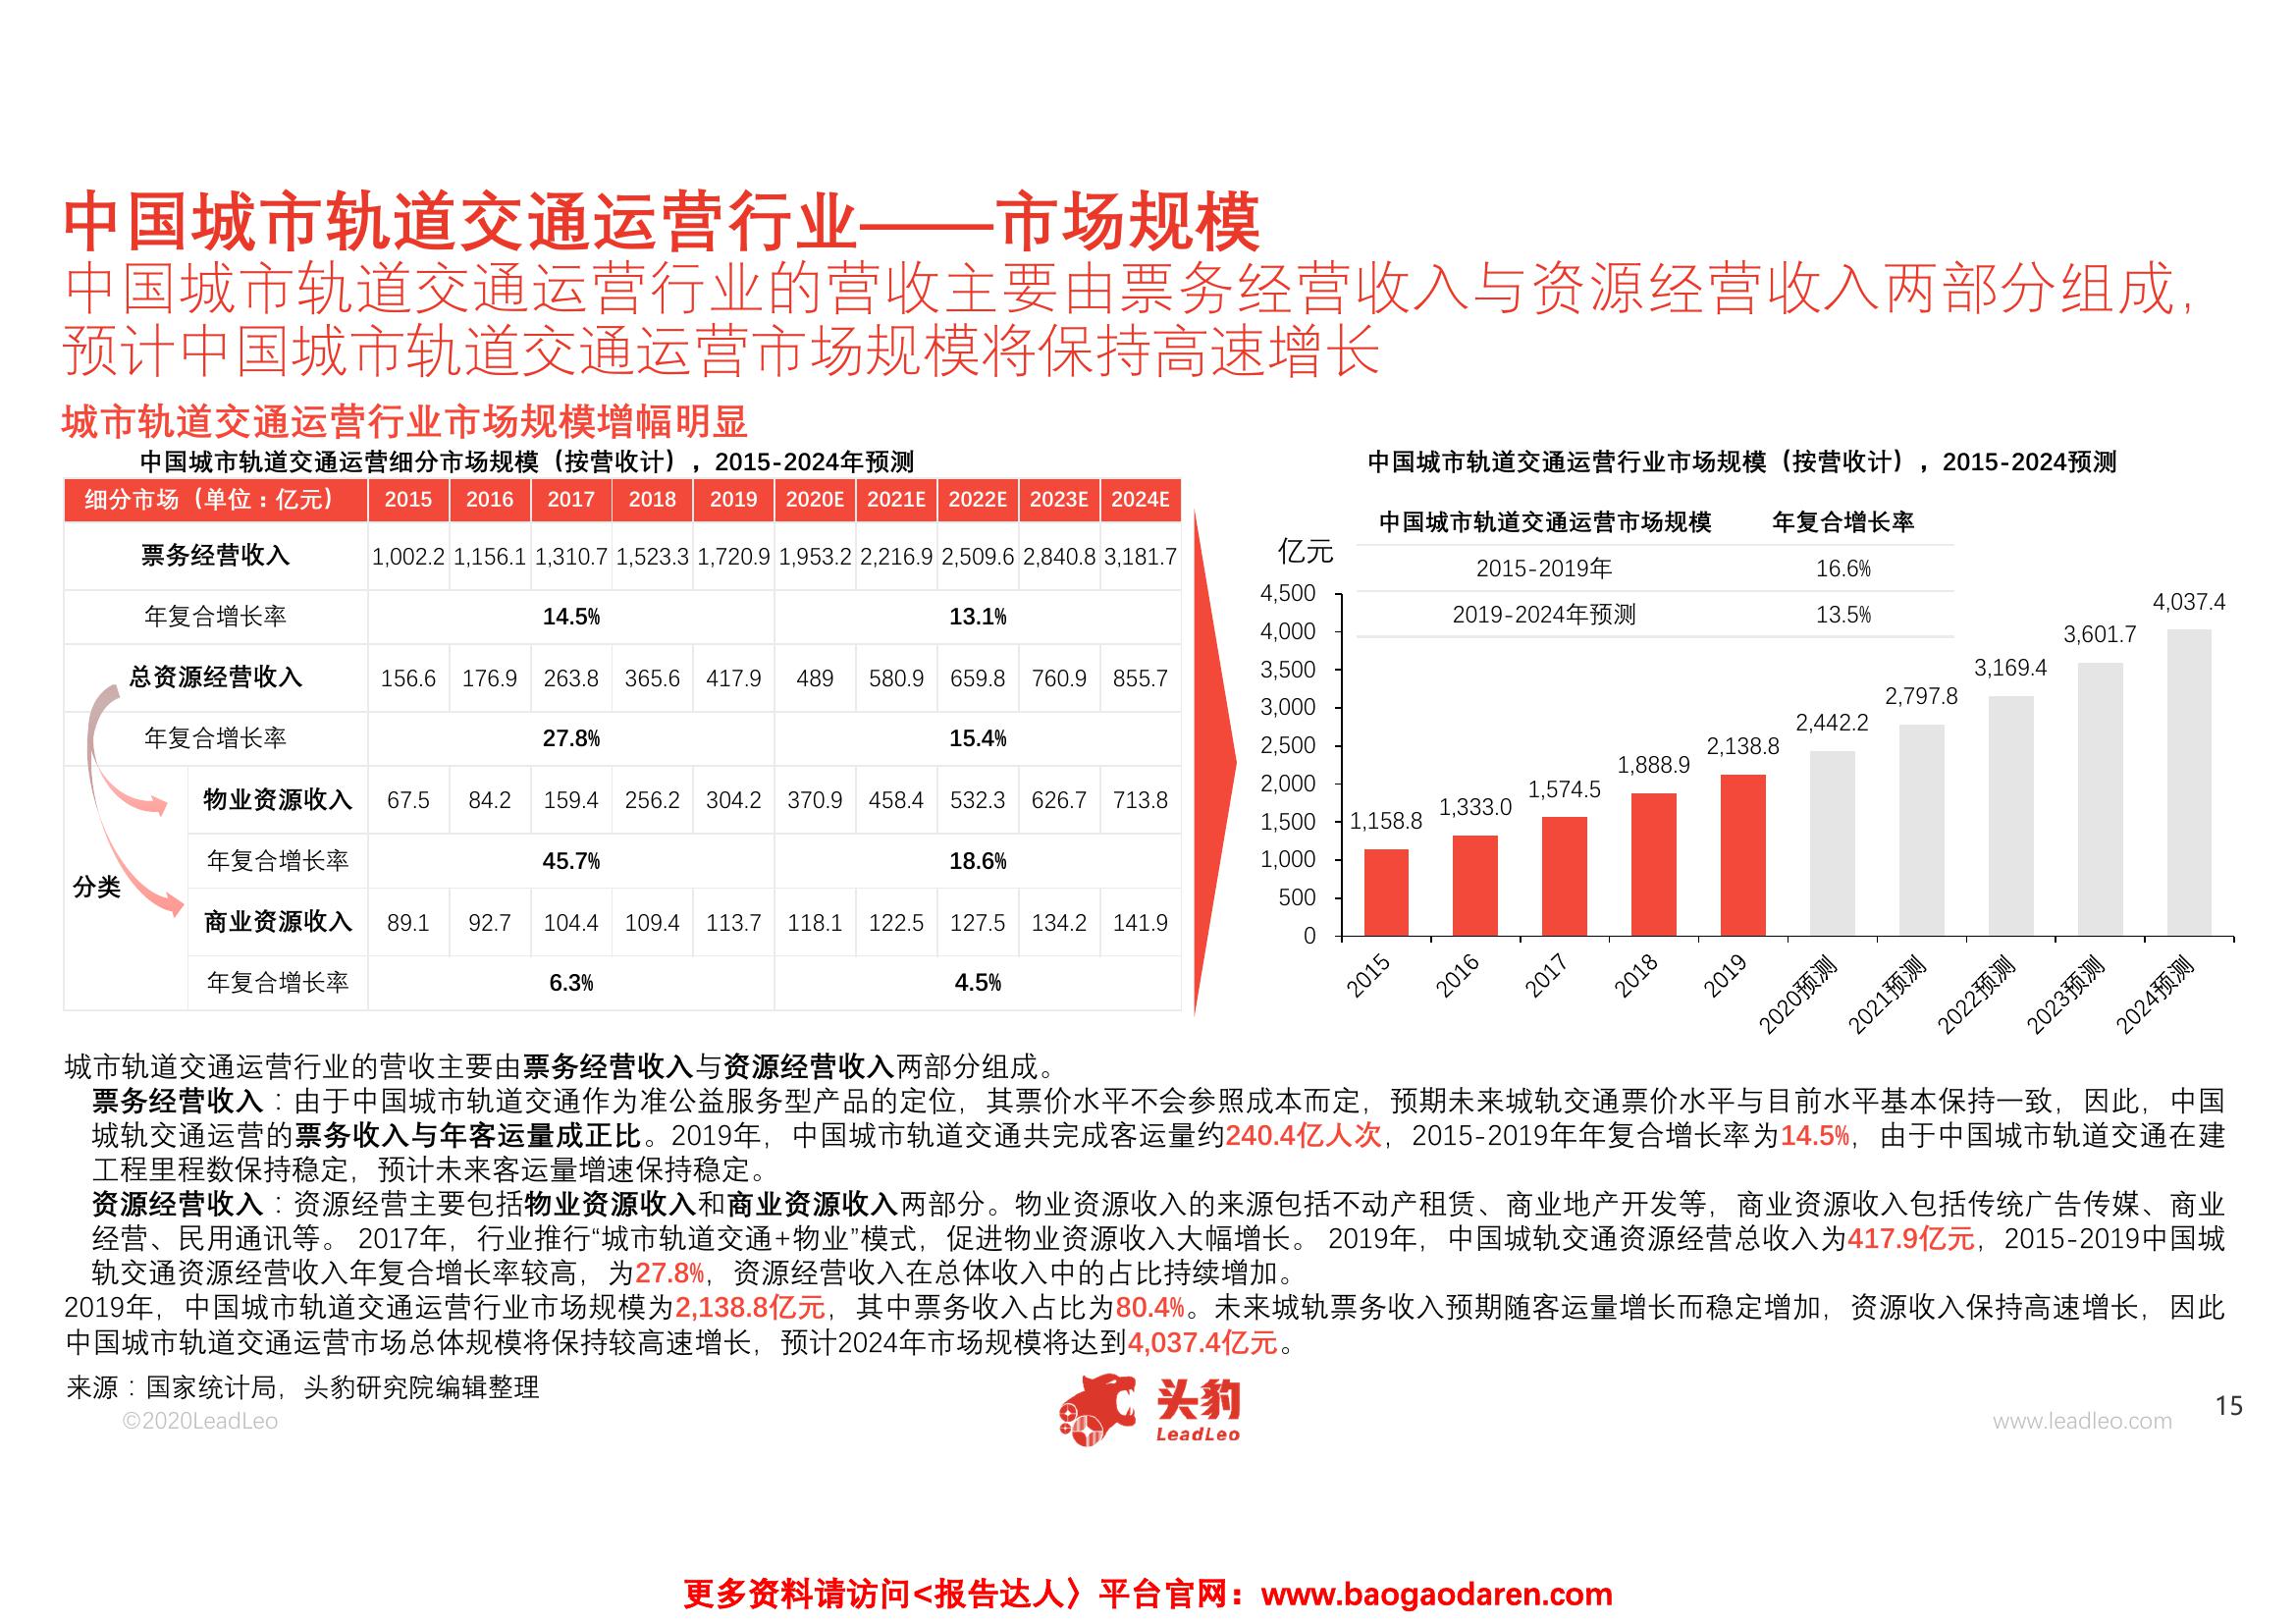 中国城市轨道交通运营行业——市场规模
中国城市轨道交通运营行业的营收主要由票务经营收入与资源经营收入两部分组成，
预计中国城市轨道交通运营市场规模将保持高速增长
城市轨道交通运营行业市场规模增幅明显
中国城市轨道交通运营细分市场规模（按营收计），2015-2024年预测
细分市场（单位：亿元） 2015 2016 2017 2018 2019 2020E 2021E 2022E 2023E 2024E
票务经营收入 1,002.2 1,156.1 1,310.7 1,523.3 1,720.9 1,953.2 2,216.9 2,509.6 2,840.8 3,181.7
年复合增长率 14.5% 13.1%
总资源经营收入 156.6 176.9 263.8 365.6 417.9 489 580.9 659.8 760.9 855.7
年复合增长率 27.8% 15.4%
分类
物业资源收入 67.5 84.2 159.4 256.2 304.2 370.9 458.4 532.3 626.7 713.8
年复合增长率 45.7% 18.6%
商业资源收入 89.1 92.7 104.4 109.4 113.7 118.1 122.5 127.5 134.2 141.9
年复合增长率 6.3% 4.5%
中国城市轨道交通运营行业市场规模（按营收计），2015-2024预测
中国城市轨道交通运营市场规模 年复合增长率
2015-2019年 16.6%
2019-2024年预测 13.5%
亿元
4,500
4,000
3,500
3,000
2,500
2,000
1,500
1,000
500
0
1,158.8 1,333.0 1,574.5 1,888.9 2,138.8 2,442.2 2,797.8 3,169.4 3,601.7 4,037.4
2015 2016 2017 2018 2019 2020预测 2021预测 2022预测 2023预测 2024预测
城市轨道交通运营行业的营收主要由票务经营收入与资源经营收入两部分组成。
票务经营收入：由于中国城市轨道交通作为准公益服务型产品的定位，其票价水平不会参照成本而定，预期未来城轨交通票价水平与目前水平基本保持一致，因此，中国
城轨交通运营的票务收入与年客运量成正比。2019年，中国城市轨道交通共完成客运量约240.4亿人次，2015-2019年年复合增长率为14.5%，由于中国城市轨道交通在建
工程里程数保持稳定，预计未来客运量增速保持稳定。
资源经营收入：资源经营主要包括物业资源收入和商业资源收入两部分。物业资源收入的来源包括不动产租赁、商业地产开发等，商业资源收入包括传统广告传媒、商业
经营、民用通讯等。 2017年，行业推行“城市轨道交通+物业”模式，促进物业资源收入大幅增长。 2019年，中国城轨交通资源经营总收入为417.9亿元，2015-2019中国城
轨交通资源经营收入年复合增长率较高，为27.8%，资源经营收入在总体收入中的占比持续增加。
2019年，中国城市轨道交通运营行业市场规模为2,138.8亿元，其中票务收入占比为80.4%。未来城轨票务收入预期随客运量增长而稳定增加，资源收入保持高速增长，因此
中国城市轨道交通运营市场总体规模将保持较高速增长，预计2024年市场规模将达到4,037.4亿元。
来源：国家统计局，头豹研究院编辑整理
©2020LeadLeo
头豹
LeadLeo
www.leadleo.com
15
更多资料请访问<报告达人〉平台官网：www.baogaodaren.com